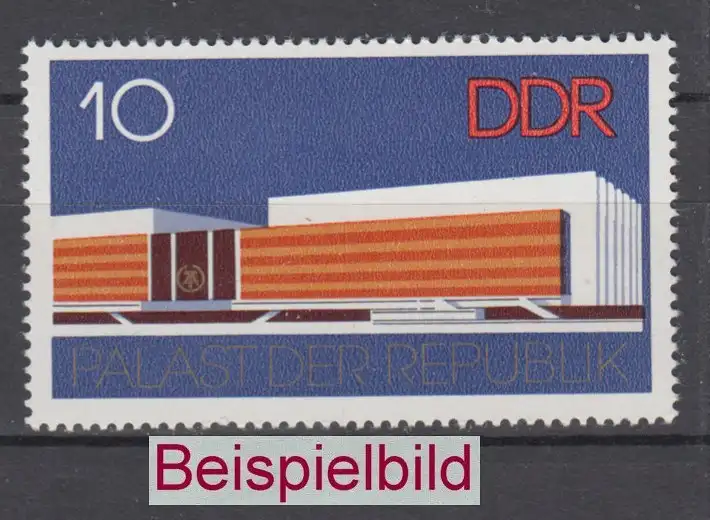 10 DDR
PALAST DER REPUBLIK
Beispielbild